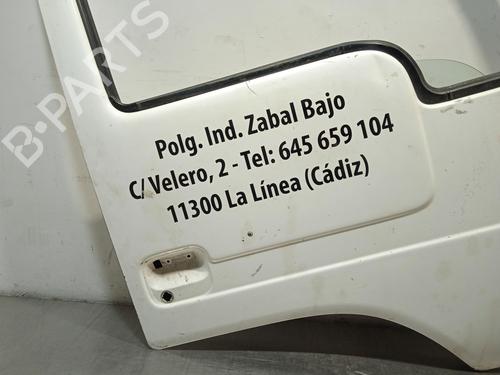 B-PARTS
Polg. Ind. Zabal Bajo
C/ Velero, 2 - Tel: 645 659 104
11300 La Línea (Cádiz)